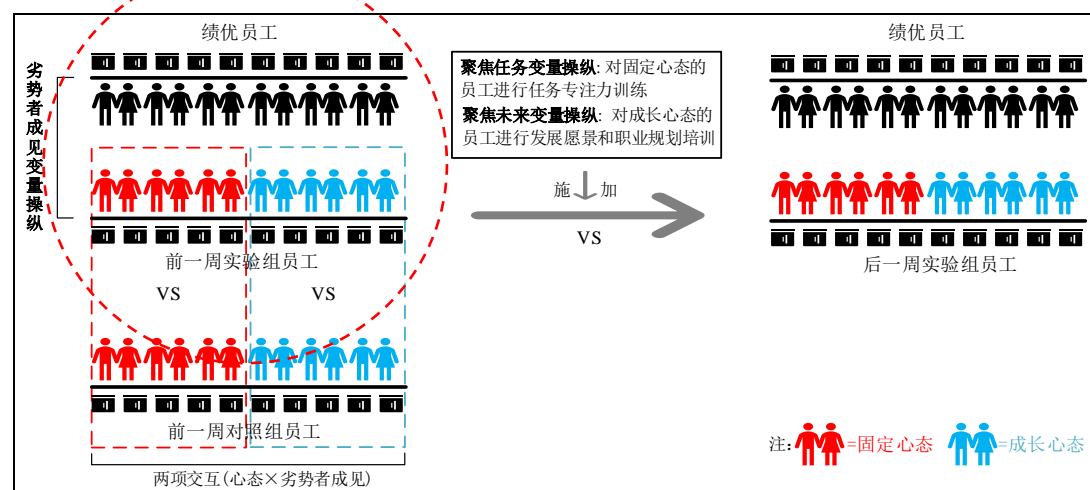 绩优员工
劣势者成见变量操纵
前一周实验组员工
VS
VS
前一周对照组员工
两项交互(心态×劣势者成见)
聚焦任务变量操纵: 对固定心态的
员工进行任务专注力训练
聚焦未来变量操纵: 对成长心态的
员工进行发展愿景和职业规划培训
施 加
VS
绩优员工
后一周实验组员工
注: =固定心态 =成长心态